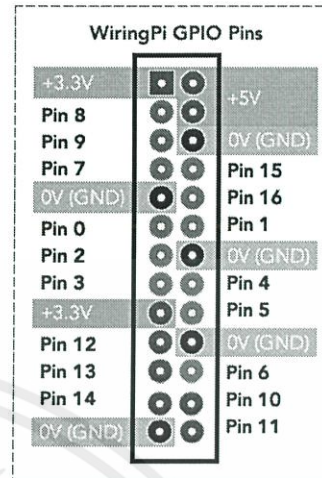 WiringPi GPIO Pins
+3.3V
+5V
Pin 8
Pin 9
0V (GND)
Pin 7
Pin 15
0V (GND)
Pin 16
Pin 0
Pin 1
Pin 2
0V (GND)
Pin 3
Pin 4
+3.3V
Pin 5
Pin 12
0V (GND)
Pin 13
Pin 6
Pin 14
Pin 10
0V (GND)
Pin 11